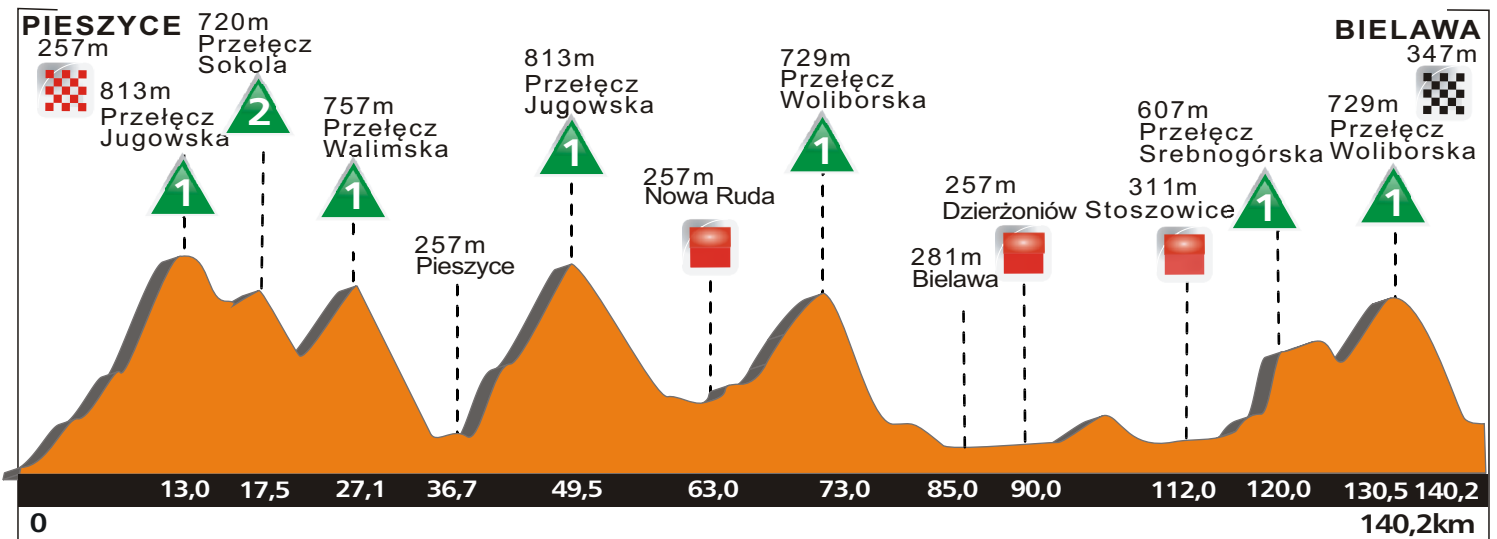 PIESZYCE
257m
813m
Przełęcz
Jugowska
1
720m
Przełęcz
Sokola
2
757m
Przełęcz
Walimska
1
257m
Pieszyce
813m
Przełęcz
Jugowska
1
257m
Nowa Ruda
729m
Przełęcz
Woliborska
1
281m
Bielawa
257m
Dzierżoniów
311m
Stoszowice
607m
Przełęcz
Srebnogórska
1
729m
Przełęcz
Woliborska
1
BIELAWA
347m
13,0 17,5 27,1 36,7 49,5 63,0 73,0 85,0 90,0 112,0 120,0 130,5 140,2
0 140,2km